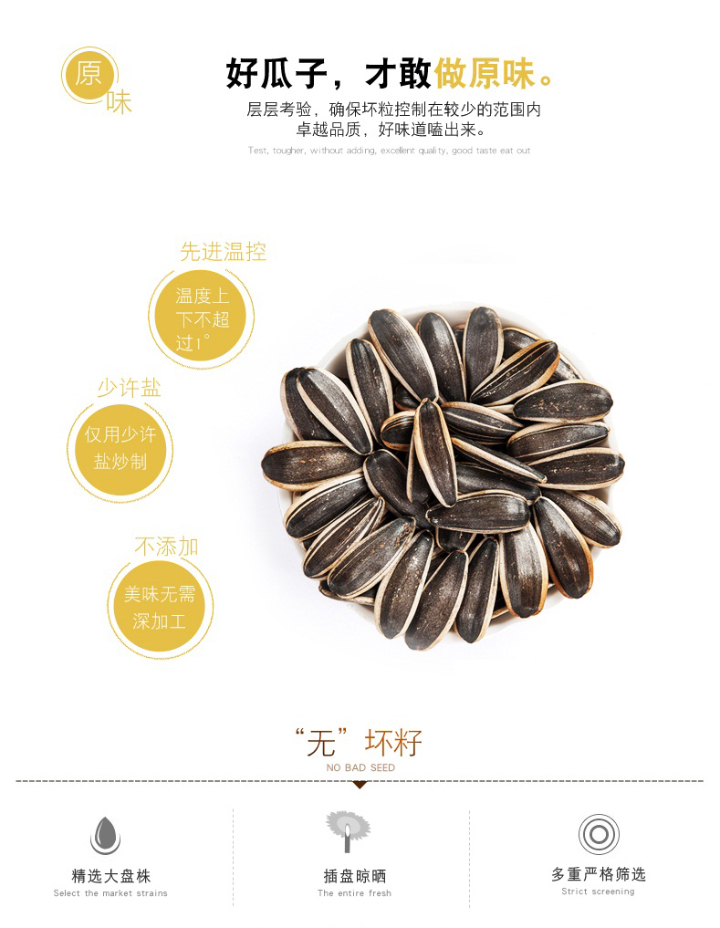 原
味
好瓜子，才敢做原味。
层层考验，确保坏粒控制在较少的范围内
卓越品质，好味道嗑出来。
Test, tougher, without adding, excellent quality, good taste eat out
先进温控
温度上
下不超
过1°
少许盐
仅用少许
盐炒制
不添加
美味无需
深加工
“无”坏籽
NO BAD SEED
精选大盘株
Select the market strains
插盘晾晒
The entire fresh
多重严格筛选
Strict screening